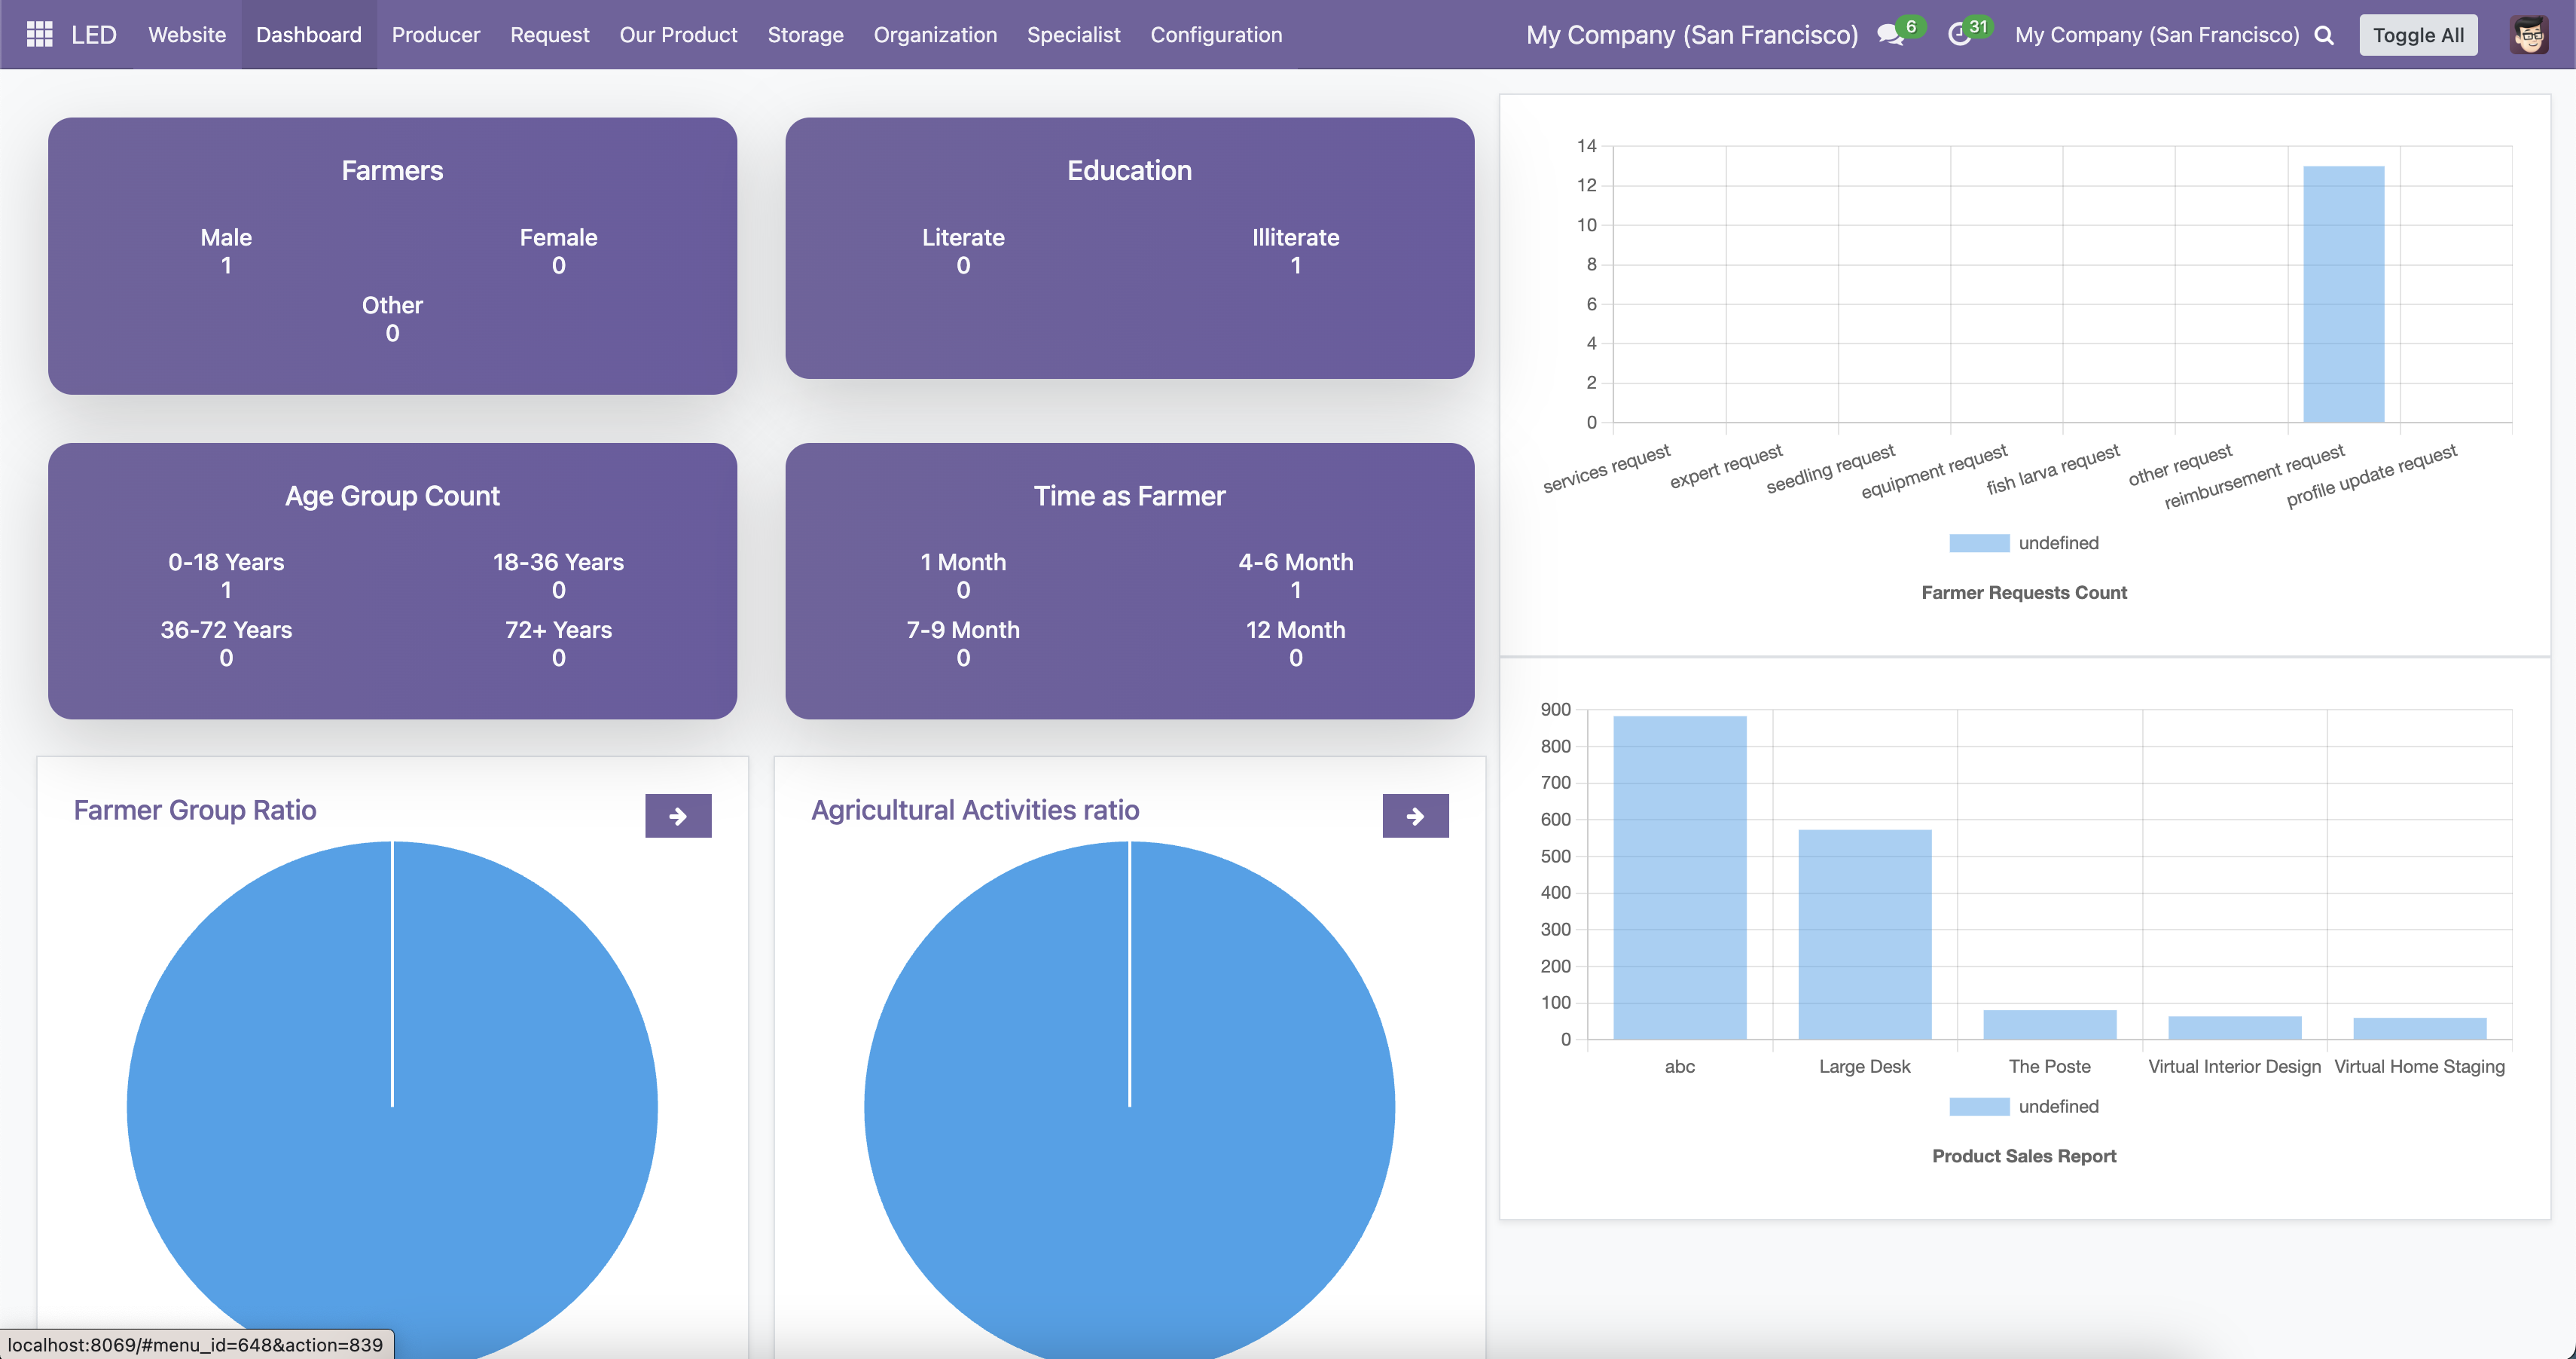 LED Website Dashboard Producer Request Our Product Storage Organization Specialist Configuration My Company (San Francisco) 6 31 My Company (San Francisco) Toggle All
Farmers
Male Female
1 0
Other
0
Education
Literate Illiterate
0 1
Age Group Count
0-18 Years 18-36 Years
1 0
36-72 Years 72+ Years
0 0
Time as Farmer
1 Month 4-6 Month
0 1
7-9 Month 12 Month
0 0
Farmer Group Ratio
Agricultural Activities ratio
14
12
10
8
6
4
2
0
services request expert request seedling request equipment request fish larva request other request reimbursement request profile update request
undefined
Farmer Requests Count
900
800
700
600
500
400
300
200
100
0
abc Large Desk The Poste Virtual Interior Design Virtual Home Staging
undefined
Product Sales Report
localhost:8069/#menu_id=648&action=839